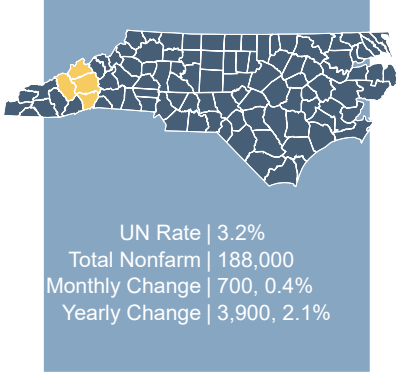 UN Rate | 3.2%
Total Nonfarm | 188,000
Monthly Change | 700, 0.4%
Yearly Change | 3,900, 2.1%